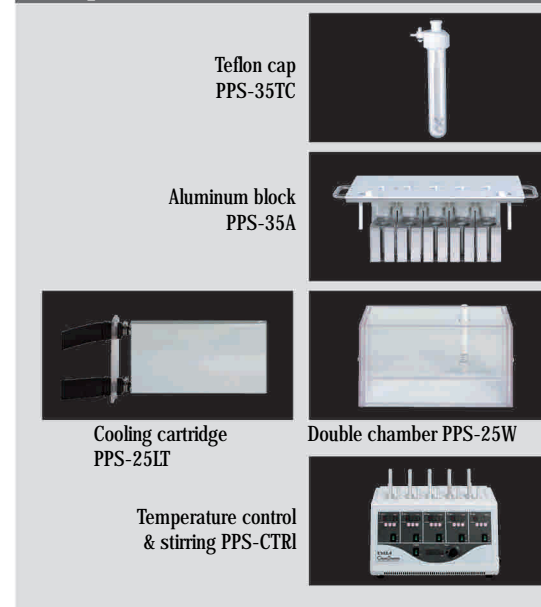 Teflon cap
PPS-35TC
Aluminum block
PPS-35A
Cooling cartridge
PPS-25LT
Double chamber PPS-25W
Temperature control
& stirring PPS-CTRl